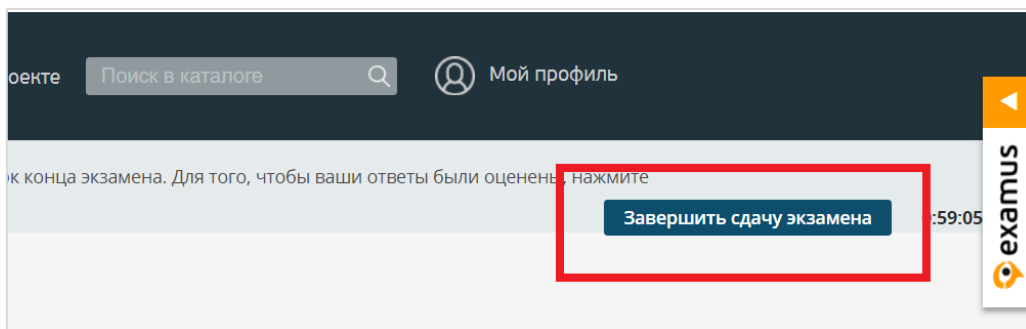 оекте
Поиск в каталоге
Мой профиль
ок конца экзамена. Для того, чтобы ваши ответы были оценены, нажмите
Завершить сдачу экзамена
:59:05
examus